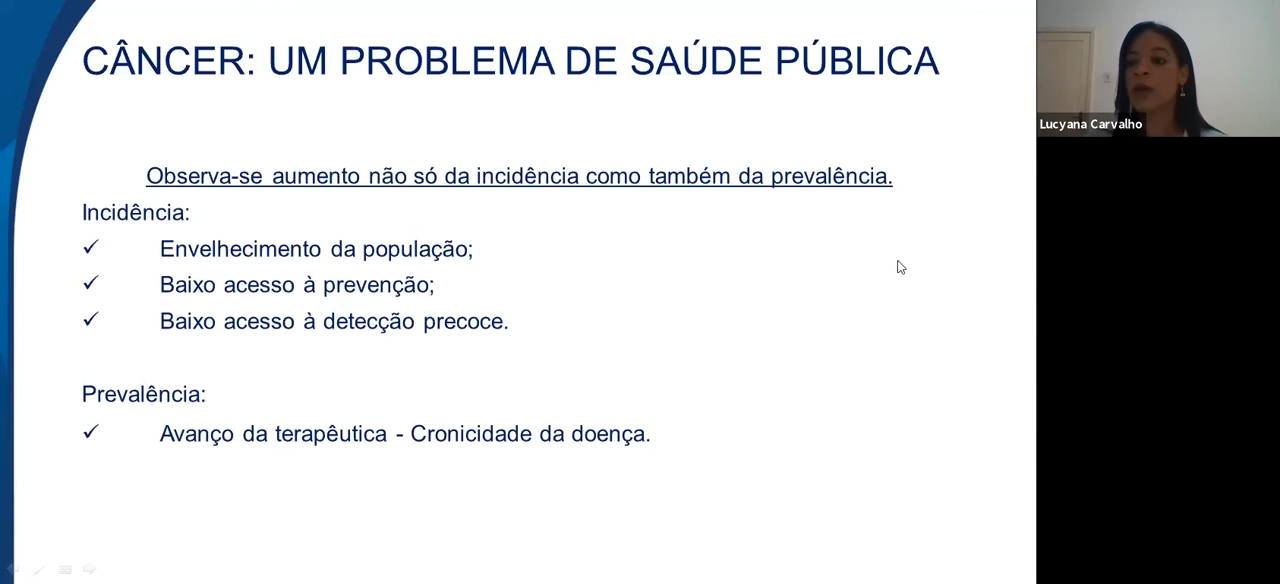 CÂNCER: UM PROBLEMA DE SAÚDE PÚBLICA
Lucyana Carvalho
Observa-se aumento não só da incidência como também da prevalência.
Incidência:
✓ Envelhecimento da população;
✓ Baixo acesso à prevenção;
✓ Baixo acesso à detecção precoce.
Prevalência:
✓ Avanço da terapêutica - Cronicidade da doença.